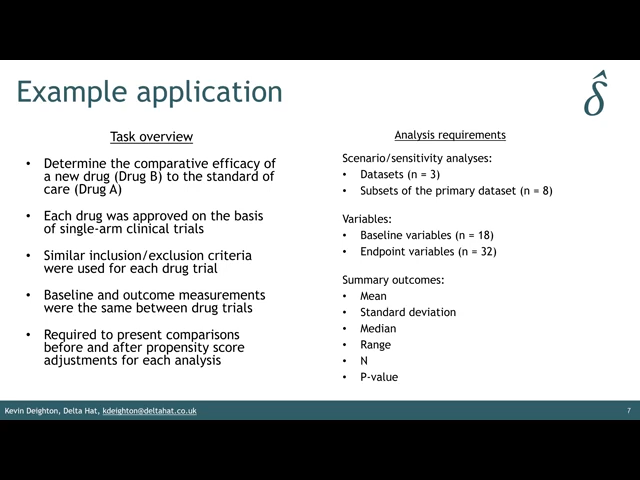 Example application
δ̂
Task overview
• Determine the comparative efficacy of
a new drug (Drug B) to the standard of
care (Drug A)
• Each drug was approved on the basis
of single-arm clinical trials
• Similar inclusion/exclusion criteria
were used for each drug trial
• Baseline and outcome measurements
were the same between drug trials
• Required to present comparisons
before and after propensity score
adjustments for each analysis
Analysis requirements
Scenario/sensitivity analyses:
• Datasets (n = 3)
• Subsets of the primary dataset (n = 8)
Variables:
• Baseline variables (n = 18)
• Endpoint variables (n = 32)
Summary outcomes:
• Mean
• Standard deviation
• Median
• Range
• N
• P-value
Kevin Deighton, Delta Hat, kdeighton@deltahat.co.uk
7